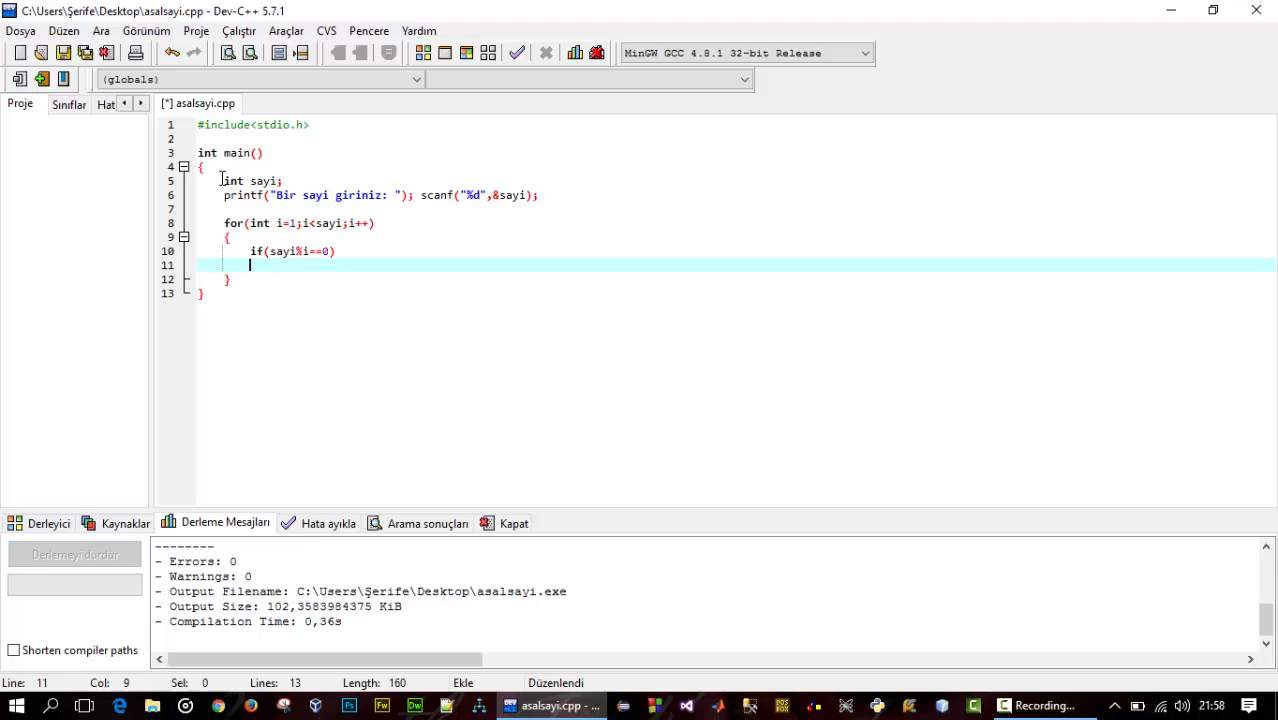 C:\Users\Şerife\Desktop\asalsayi.cpp - Dev-C++ 5.7.1
Dosya Düzen Ara Görünüm Proje Çalıştır Araçlar CVS Pencere Yardım
MinGW GCC 4.8.1 32-bit Release
(globals)
Proje Sınıflar Hat [*] asalsayi.cpp
1 #include<stdio.h>
2
3 int main()
4 {
5 int sayi;
6 printf("Bir sayi giriniz: "); scanf("%d",&sayi);
7
8 for(int i=1;i<sayi;i++)
9 {
10 if(sayi%i==0)
11
12 }
13 }
Derleyici Kaynaklar Derleme Mesajları Hata ayıkla Arama sonuçları Kapat
Derlemeyi durdur
--------
- Errors: 0
- Warnings: 0
- Output Filename: C:\Users\Şerife\Desktop\asalsayi.exe
- Output Size: 102,3583984375 KiB
- Compilation Time: 0,36s
Shorten compiler paths
Line: 11 Col: 9 Sel: 0 Lines: 13 Length: 160 Ekle Düzenlendi
Ps Fw Dw asalsayi.cpp - ... Recording... 21:58